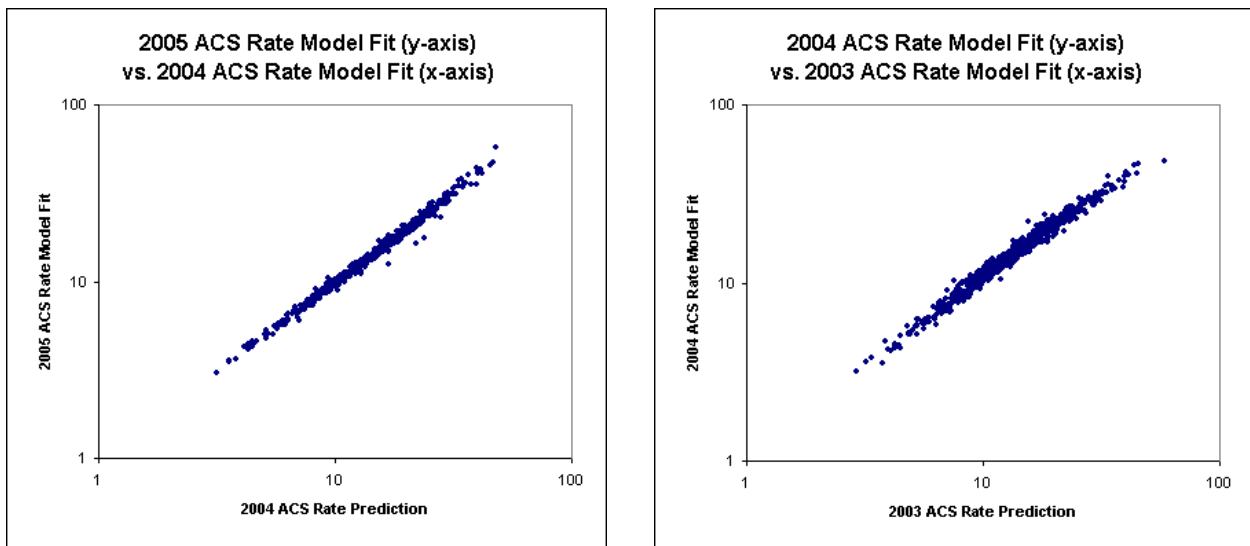 2005 ACS Rate Model Fit (y-axis)
vs. 2004 ACS Rate Model Fit (x-axis)
100
10
1
1
10
100
2005 ACS Rate Model Fit
2004 ACS Rate Prediction
2004 ACS Rate Model Fit (y-axis)
vs. 2003 ACS Rate Model Fit (x-axis)
100
10
1
1
10
100
2004 ACS Rate Model Fit
2003 ACS Rate Prediction